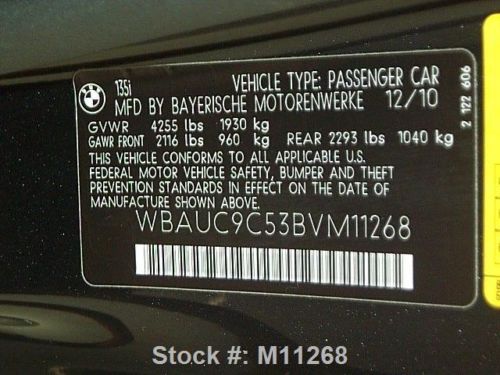 BMW
135i
VEHICLE TYPE: PASSENGER CAR
MFD BY BAYERISCHE MOTORENWERKE 12/10
GVWR 4255 lbs 1930 kg
GAWR FRONT 2116 lbs 960 kg REAR 2293 lbs 1040 kg
THIS VEHICLE CONFORMS TO ALL APPLICABLE U.S.
FEDERAL MOTOR VEHICLE SAFETY, BUMPER AND THEFT
PREVENTION STANDARDS IN EFFECT ON THE DATE OF
MANUFACTURE SHOWN ABOVE.
WBAUC9C53BVM11268
2 122 606
Stock #: M11268